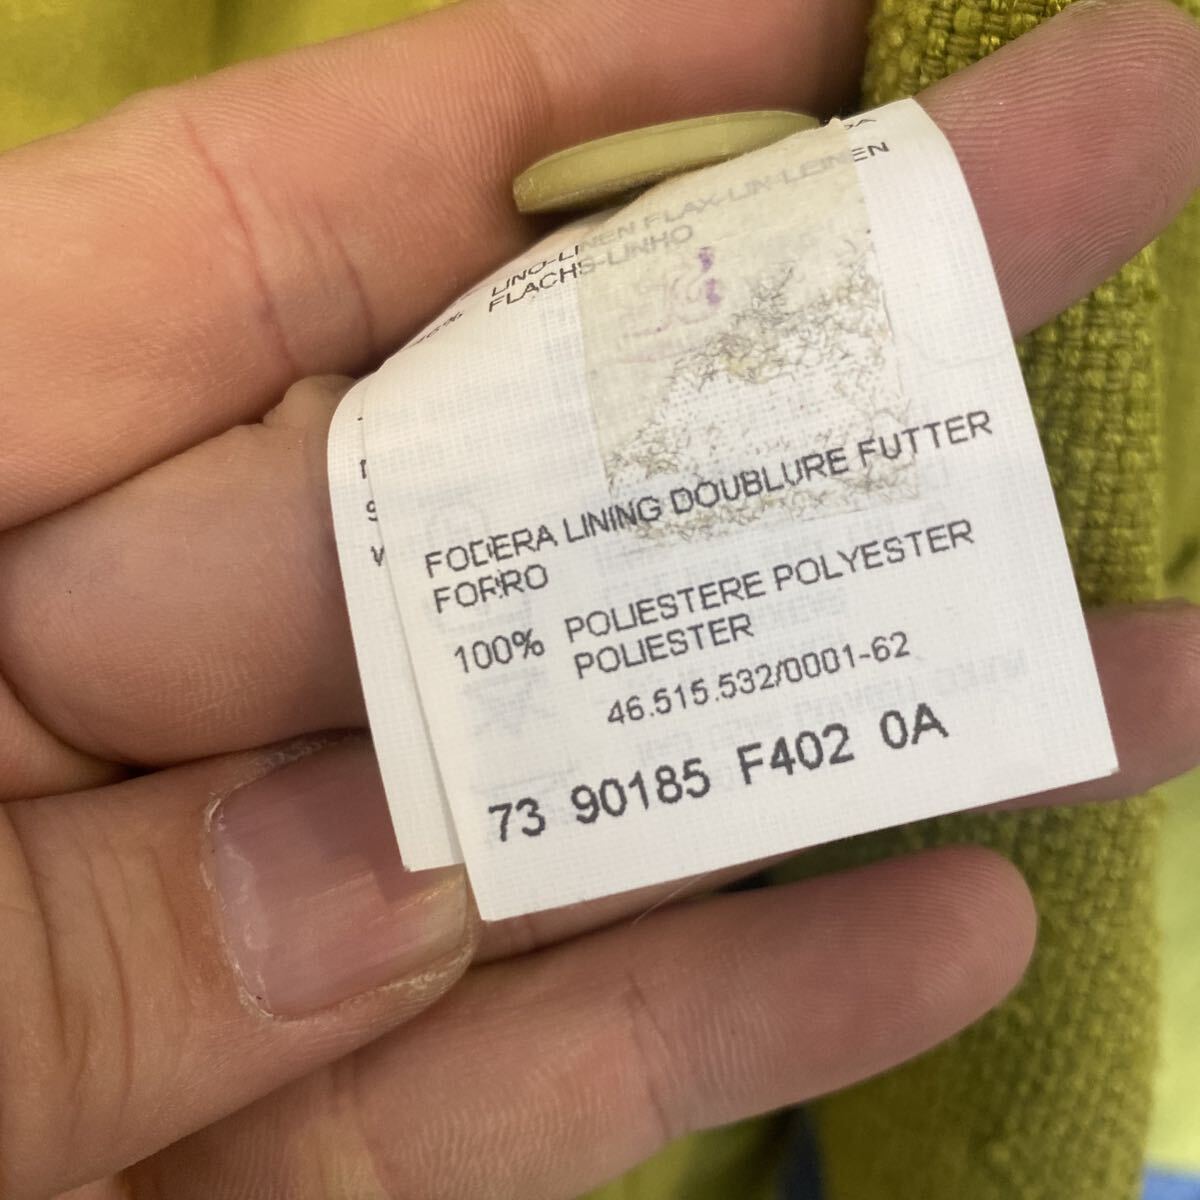 LINO-LINEN FLAX-LIN-LEINEN
FLACHS-LINHO
FODERA LINING DOUBLURE FUTTER
FORRO
100% POLIESTERE POLYESTER
POLIESTER
46.515.532/0001-62
73 90185 F402 0A